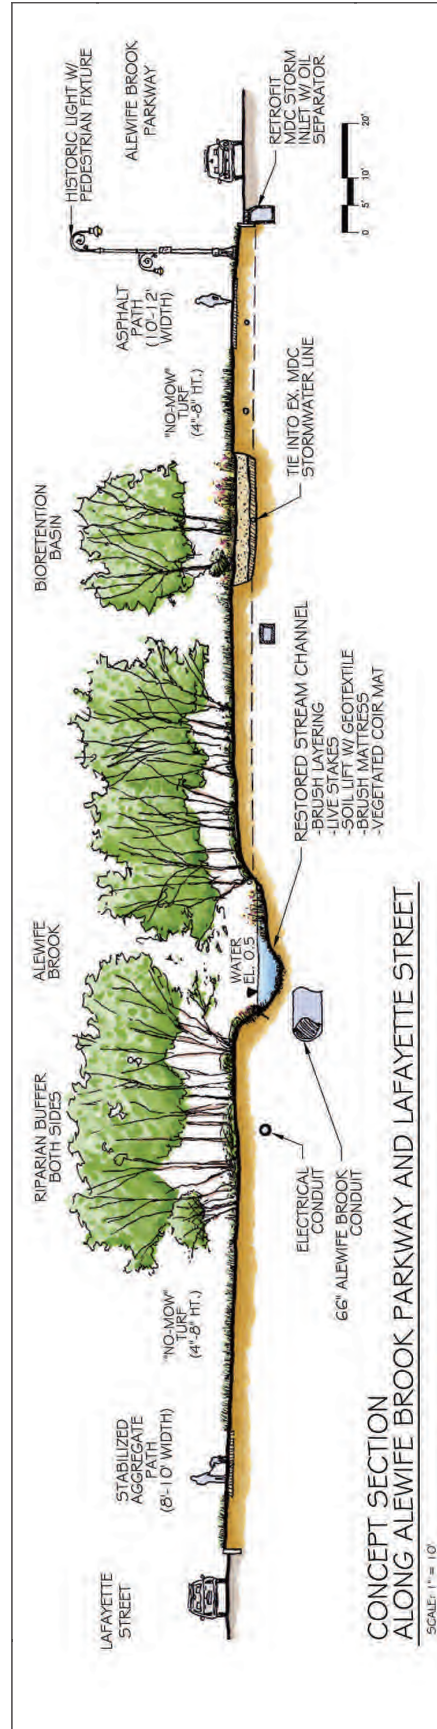 LAFAYETTE
STREET
STABILIZED
AGGREGATE
PATH
(8'-10' WIDTH)
"NO-MOW"
TURF
(4"-8" HT.)
RIPARIAN BUFFER
BOTH SIDES
ALEWIFE
BROOK
BIORETENTION
BASIN
"NO-MOW"
TURF
(4"-8" HT.)
ASPHALT
PATH
(10'-12'
WIDTH)
HISTORIC LIGHT W/
PEDESTRIAN FIXTURE
ALEWIFE BROOK
PARKWAY
WATER
EL. 0.5
ELECTRICAL
CONDUIT
66" ALEWIFE BROOK
CONDUIT
RESTORED STREAM CHANNEL
-BRUSH LAYERING
-LIVE STAKES
-SOIL LIFT W/ GEOTEXTILE
-BRUSH MATTRESS
-VEGETATED COIR MAT
TIE INTO EX. MDC
STORMWATER LINE
RETROFIT
MDC STORM
INLET W/ OIL
SEPARATOR
0 5' 10' 20'
CONCEPT SECTION
ALONG ALEWIFE BROOK PARKWAY AND LAFAYETTE STREET
SCALE: 1" = 10'